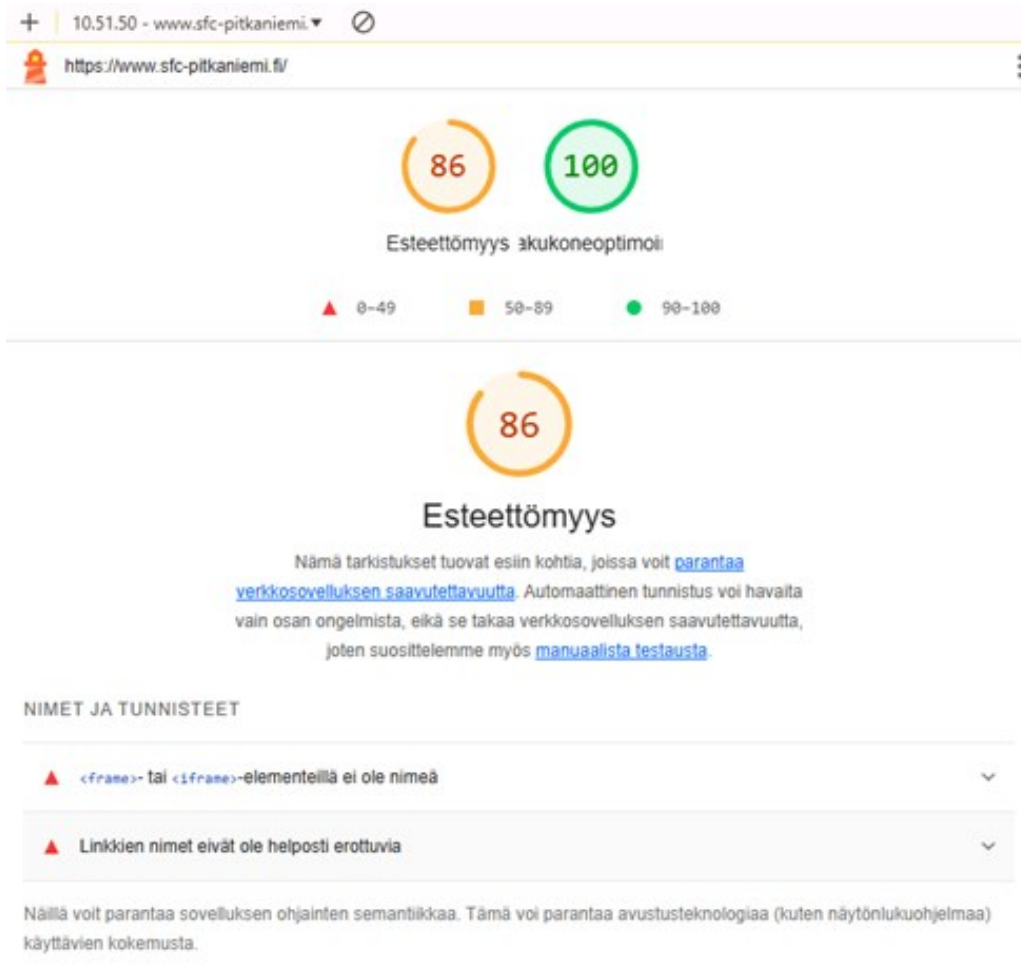 10.51.50 - www.sfc-pitkaniemi.
https://www.sfc-pitkaniemi.fi/
86 100
Esteettömyys akukoneoptimoi
0–49 50–89 90–100
86
Esteettömyys
Nämä tarkistukset tuovat esiin kohtia, joissa voit parantaa
verkkosovelluksen saavutettavuutta. Automaattinen tunnistus voi havaita
vain osan ongelmista, eikä se takaa verkkosovelluksen saavutettavuutta,
joten suosittelemme myös manuaalista testausta.
NIMET JA TUNNISTEET
<frame>- tai <iframe>-elementeillä ei ole nimeä
Linkkien nimet eivät ole helposti erottuvia
Näillä voit parantaa sovelluksen ohjainten semantiikkaa. Tämä voi parantaa avustusteknologiaa (kuten näytönlukuohjelmaa)
käyttävien kokemusta.